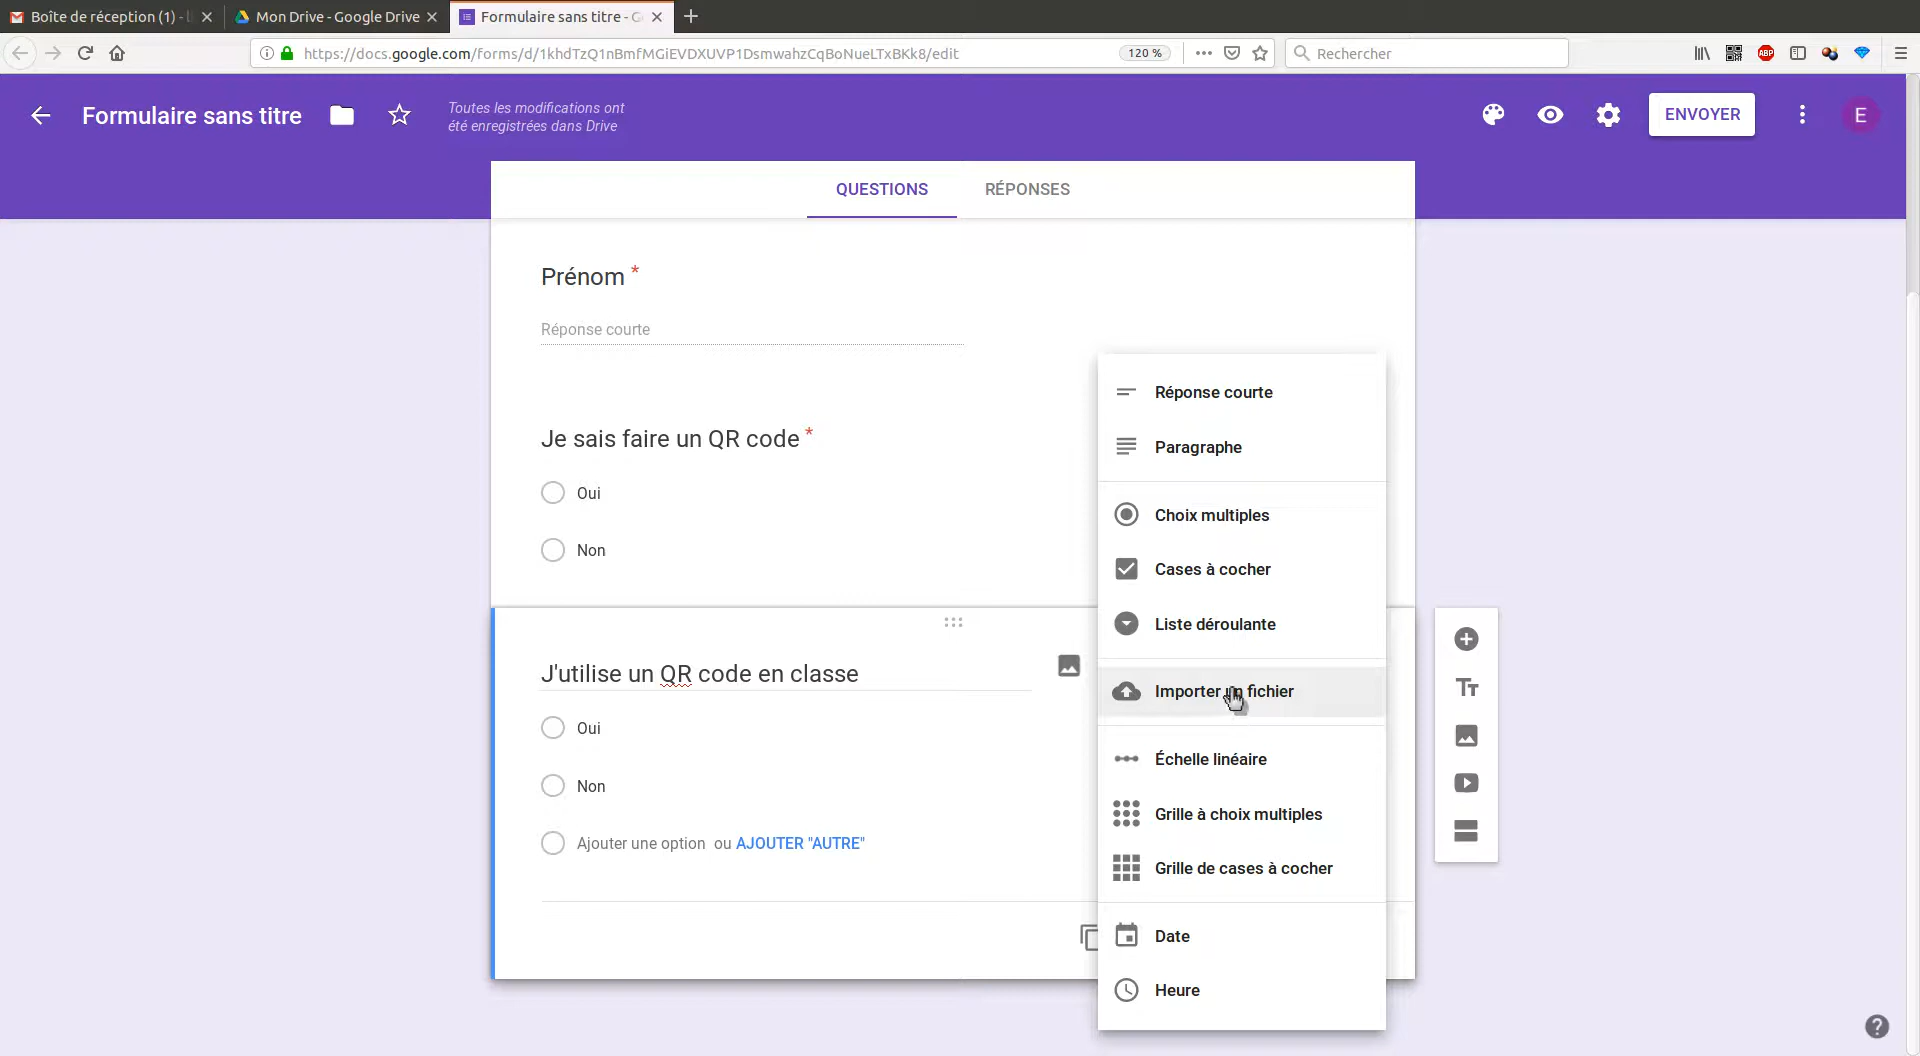 Boîte de réception (1) -
Mon Drive - Google Drive
Formulaire sans titre -
https://docs.google.com/forms/d/1khdTzQ1nBmfMGiEVDXUVP1DsmwahzCqBoNueLTxBKk8/edit
120 %
Rechercher
ABP
Formulaire sans titre
Toutes les modifications ont
été enregistrées dans Drive
ENVOYER
E
QUESTIONS
RÉPONSES
Prénom *
Réponse courte
Je sais faire un QR code *
Oui
Non
J'utilise un QR code en classe
Oui
Non
Ajouter une option ou AJOUTER "AUTRE"
Réponse courte
Paragraphe
Choix multiples
Cases à cocher
Liste déroulante
Importer un fichier
Échelle linéaire
Grille à choix multiples
Grille de cases à cocher
Date
Heure
Tт
?